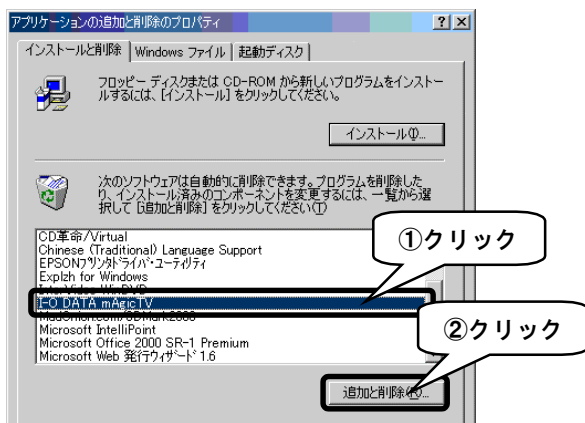 アプリケーションの追加と削除のプロパティ
インストールと削除
Windows ファイル
起動ディスク
フロッピー ディスクまたは CD-ROM から新しいプログラムをインストー
ルするには、[インストール] をクリックしてください。
インストール(I)...
次のソフトウェアは自動的に削除できます。プログラムを削除した
り、インストール済みのコンポーネントを変更するには、一覧から選
択して [追加と削除] をクリックしてください(T)
CD革命/Virtual
Chinese (Traditional) Language Support
EPSONプリンタドライバ・ユーティリティ
Explzh for Windows
InterVideo WinDVD
I-O DATA mAgicTV
MadOnion.com/3DMark2000
Microsoft IntelliPoint
Microsoft Office 2000 SR-1 Premium
Microsoft Web 発行ウィザード 1.6
①クリック
②クリック
追加と削除(R)...